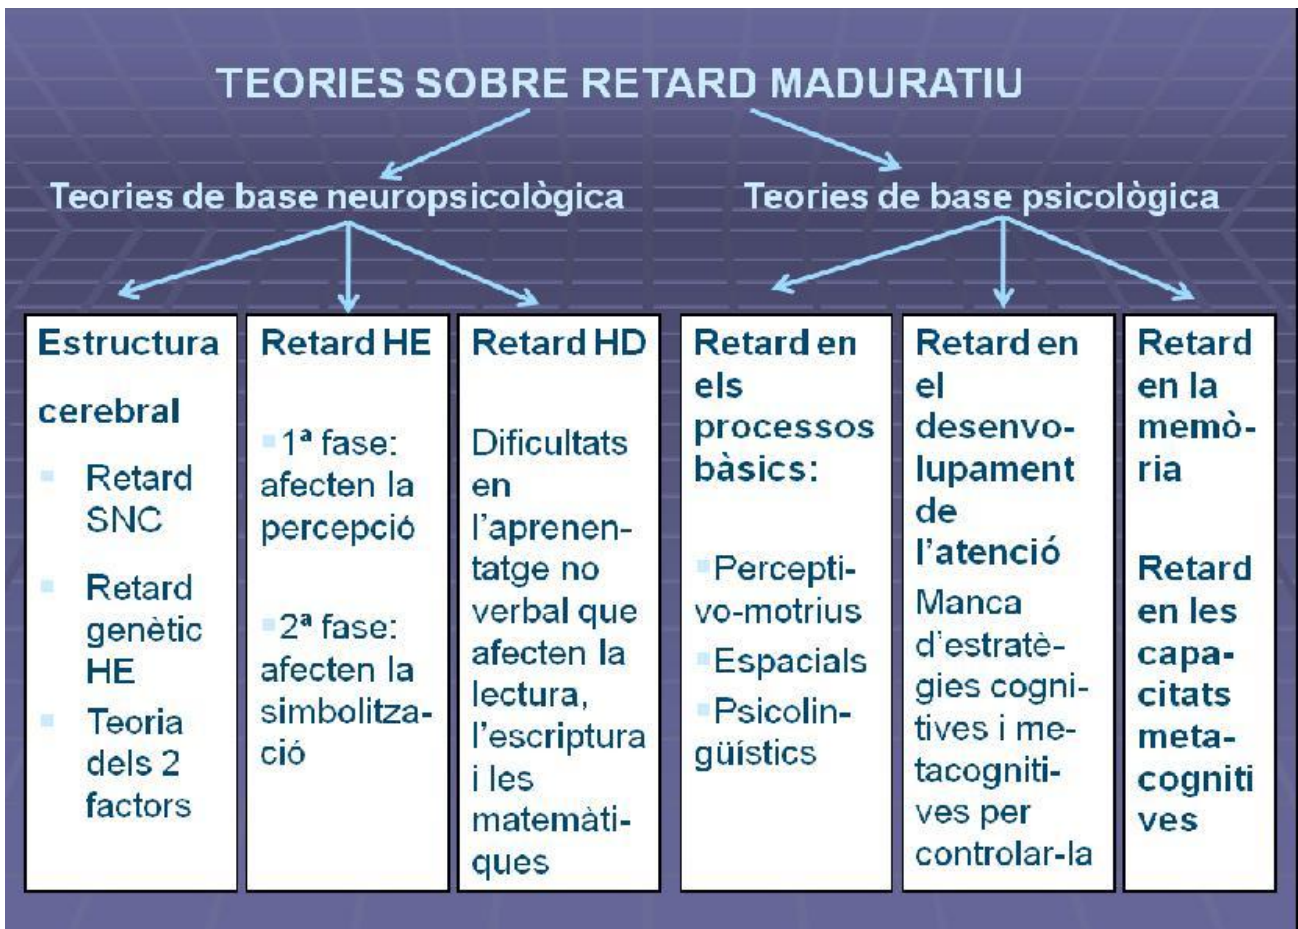 TEORIES SOBRE RETARD MADURATIU
Teories de base neuropsicològica
Teories de base psicològica
Estructura
cerebral
Retard
SNC
Retard
genètic
HE
Teoria
dels 2
factors
Retard HE
1ª fase:
afecten la
percepció
2ª fase:
afecten la
simbolitza-
ció
Retard HD
Dificultats
en
l'aprenen-
tatge no
verbal que
afecten la
lectura,
l'escriptura
i les
matemàti-
ques
Retard en
els
processos
bàsics:
Percepti-
vo-motrius
Espacials
Psicolin-
güístics
Retard en
el
desenvo-
lupament
de
l'atenció
Manca
d'estratè-
gies cogni-
tives i me-
tacogniti-
ves per
controlar-la
Retard
en la
memò-
ria
Retard
en les
capa-
citats
meta-
cogniti
ves